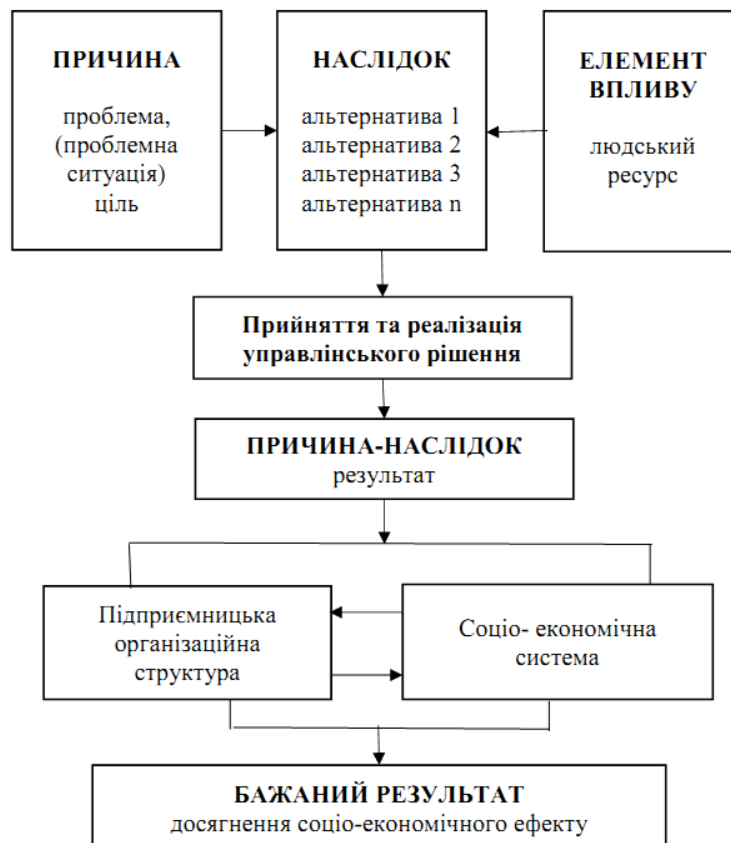 ПРИЧИНА
проблема,
(проблемна
ситуація)
ціль
НАСЛІДОК
альтернатива 1
альтернатива 2
альтернатива 3
альтернатива n
ЕЛЕМЕНТ
ВПЛИВУ
людський
ресурс
Прийняття та реалізація
управлінського рішення
ПРИЧИНА-НАСЛІДОК
результат
Підприємницька
організаційна
структура
Соціо- економічна
система
БАЖАНИЙ РЕЗУЛЬТАТ
досягнення соціо-економічного ефекту